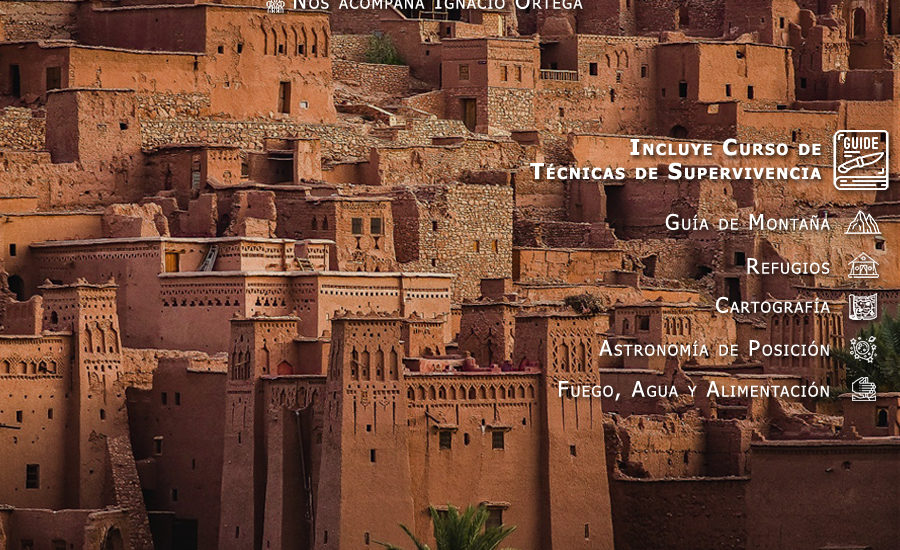 Nos acompaña Ignacio Ortega
Incluye Curso de
Técnicas de Supervivencia
GUIDE
Guía de Montaña
Refugios
Cartografía
Astronomía de Posición
Fuego, Agua y Alimentación